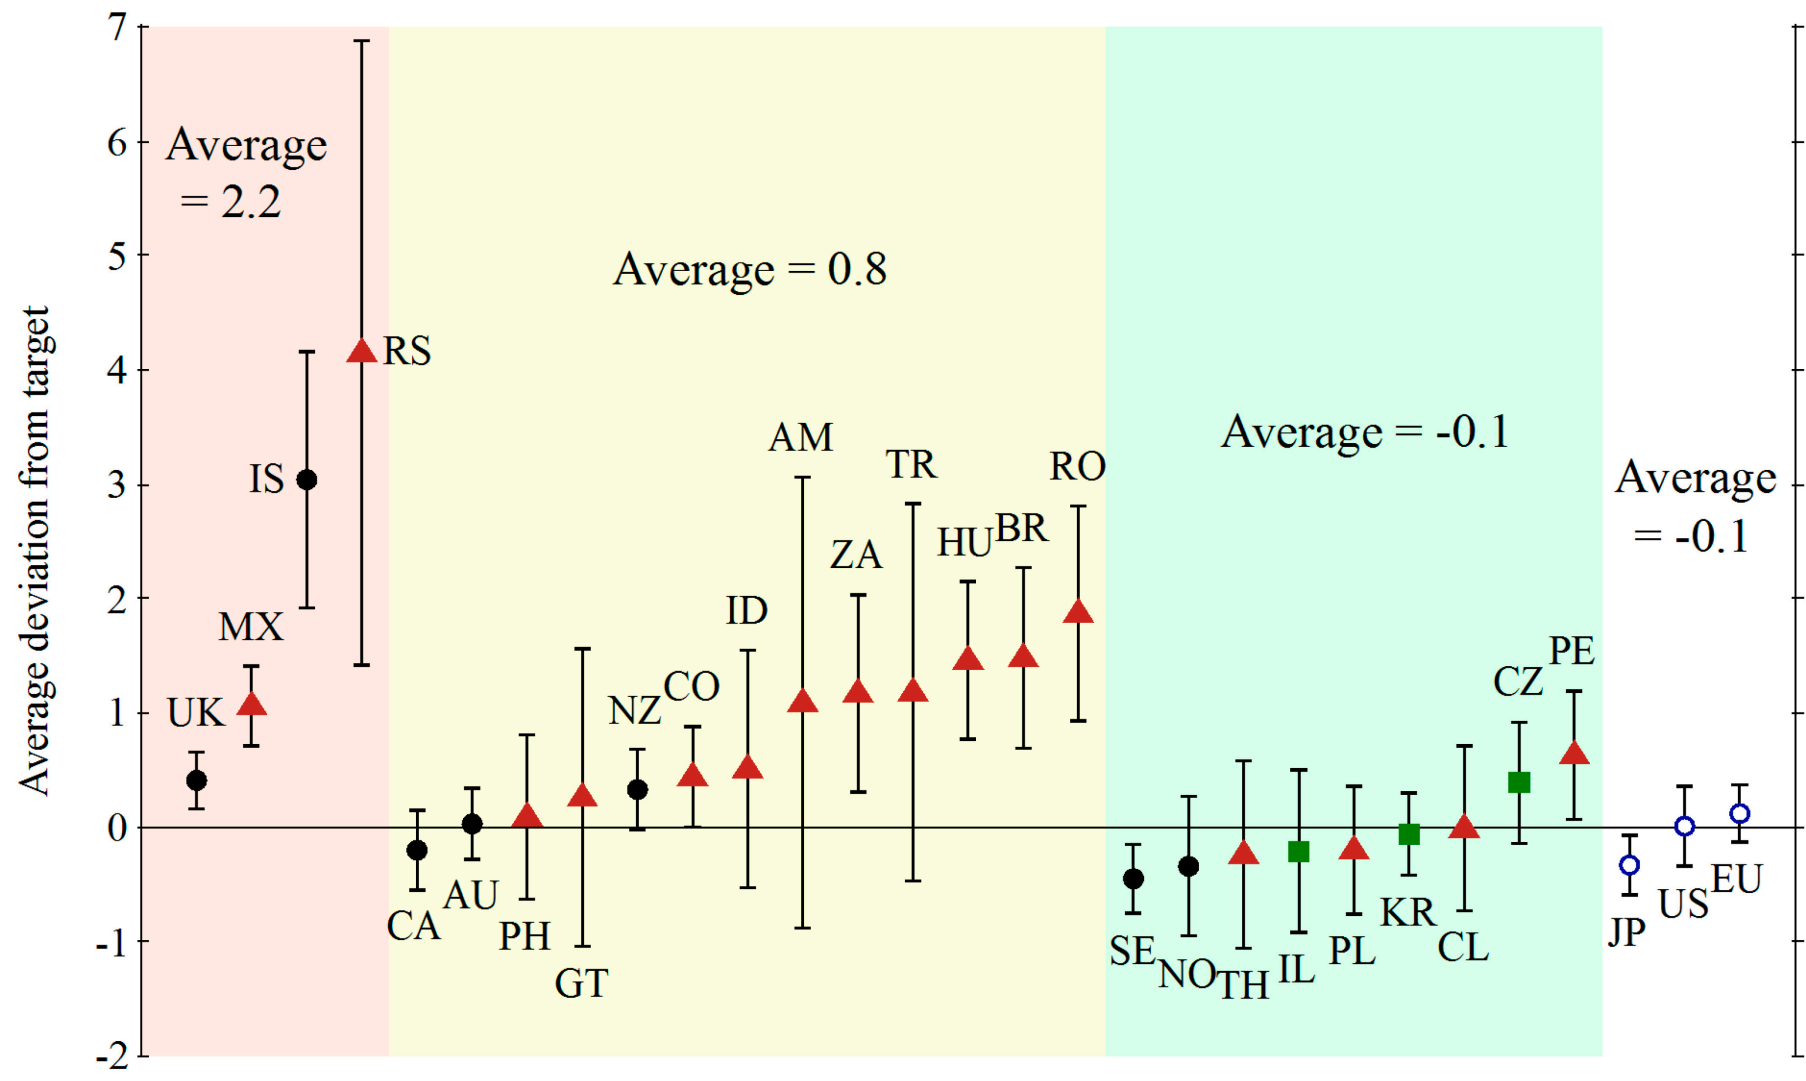 7
6
5
4
3
2
1
0
-1
-2
Average deviation from target
Average
= 2.2
Average = 0.8
Average = -0.1
Average
= -0.1
UK
MX
IS
RS
CA
AU
PH
GT
NZ
CO
ID
AM
ZA
TR
HU
BR
RO
SE
NO
TH
IL
PL
KR
CL
CZ
PE
JP
US
EU